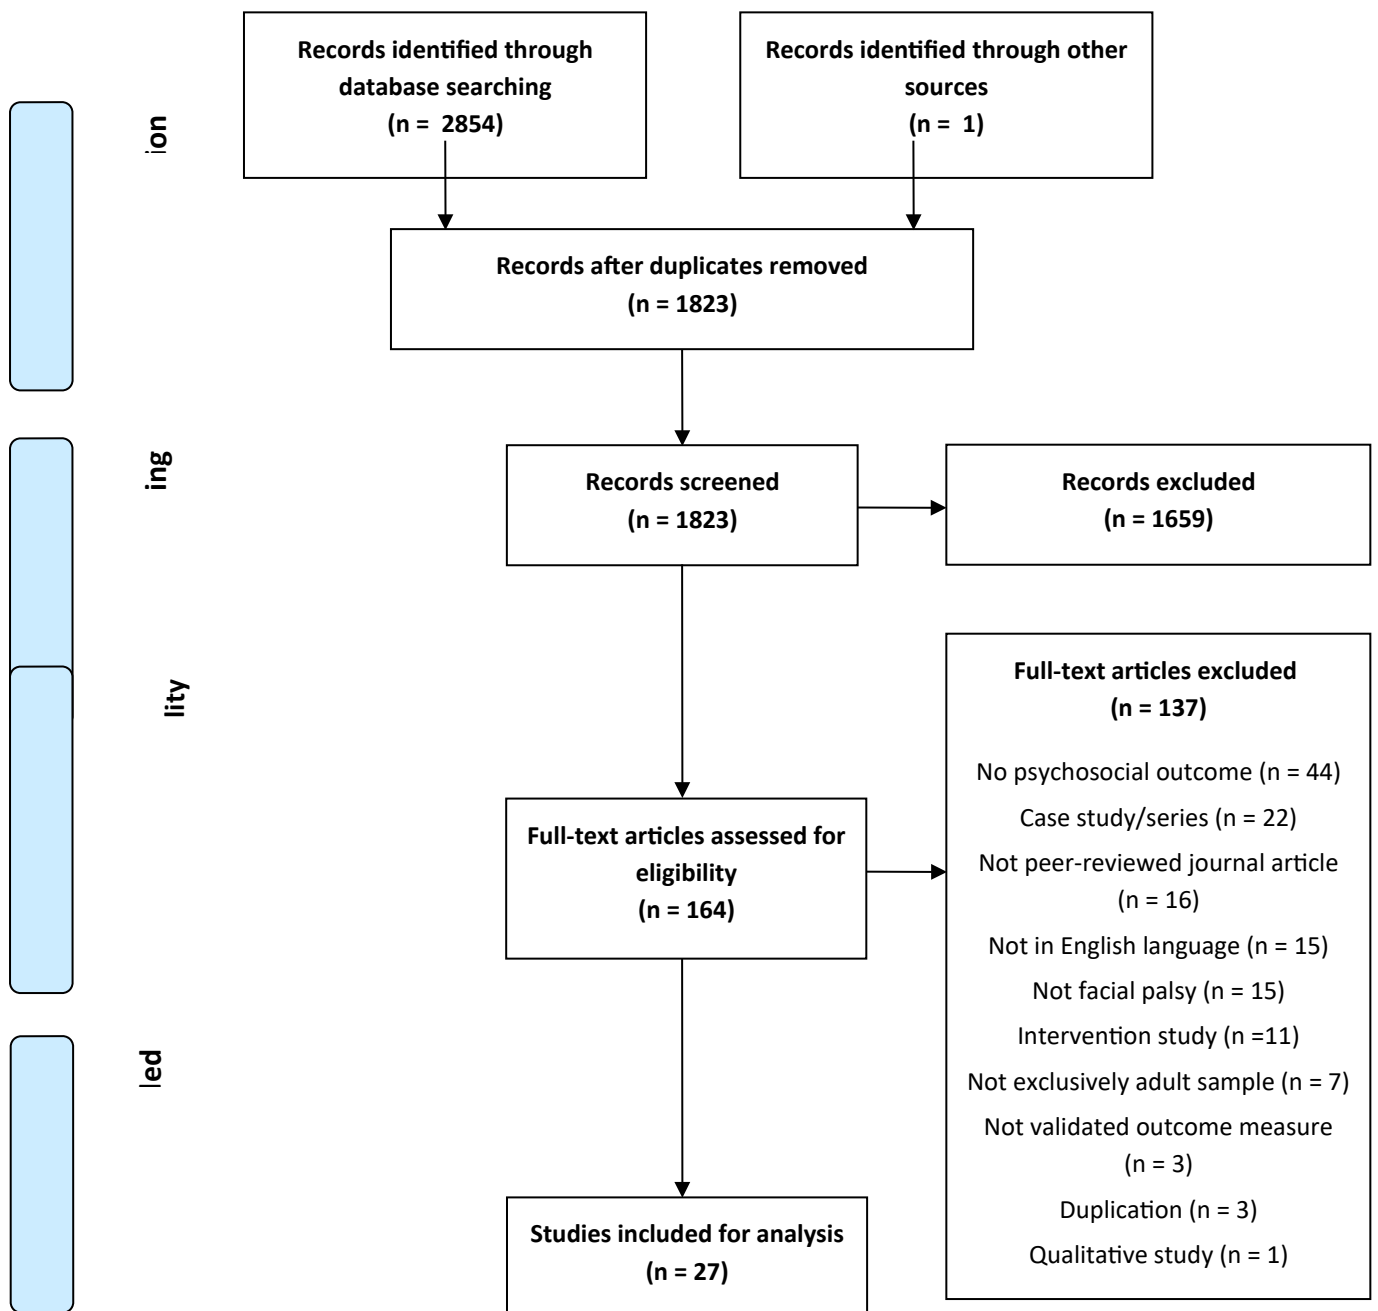 Records identified through
database searching
(n = 2854)
Records identified through other
sources
(n = 1)
ion
Records after duplicates removed
(n = 1823)
ing
Records screened
(n = 1823)
Records excluded
(n = 1659)
lity
Full-text articles assessed for
eligibility
(n = 164)
Full-text articles excluded
(n = 137)
No psychosocial outcome (n = 44)
Case study/series (n = 22)
Not peer-reviewed journal article
(n = 16)
Not in English language (n = 15)
Not facial palsy (n = 15)
Intervention study (n =11)
Not exclusively adult sample (n = 7)
Not validated outcome measure
(n = 3)
Duplication (n = 3)
Qualitative study (n = 1)
led
Studies included for analysis
(n = 27)